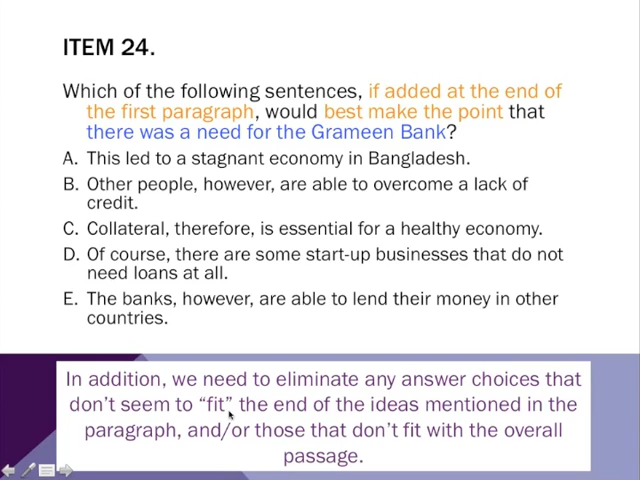 ITEM 24.
Which of the following sentences, if added at the end of
the first paragraph, would best make the point that
there was a need for the Grameen Bank?
A. This led to a stagnant economy in Bangladesh.
B. Other people, however, are able to overcome a lack of
credit.
C. Collateral, therefore, is essential for a healthy economy.
D. Of course, there are some start-up businesses that do not
need loans at all.
E. The banks, however, are able to lend their money in other
countries.
In addition, we need to eliminate any answer choices that
don’t seem to “fit” the end of the ideas mentioned in the
paragraph, and/or those that don’t fit with the overall
passage.